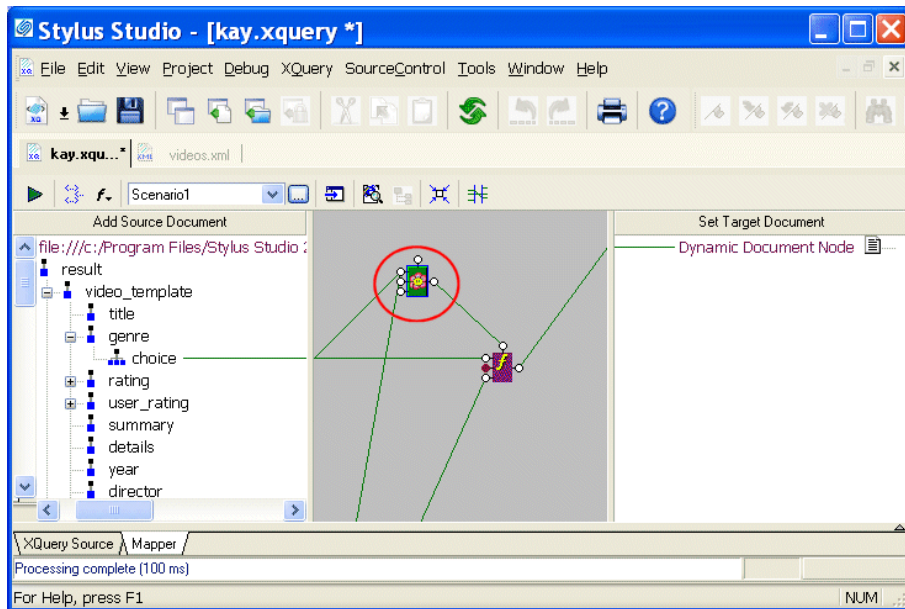 Stylus Studio - [kay.xquery *]
File Edit View Project Debug XQuery SourceControl Tools Window Help
kay.xqu...* videos.xml
Scenario1
Add Source Document
Set Target Document
file:///c:/Program Files/Stylus Studio 2
Dynamic Document Node
result
video_template
title
genre
choice
rating
user_rating
summary
details
year
director
XQuery Source Mapper
Processing complete (100 ms)
For Help, press F1
NUM